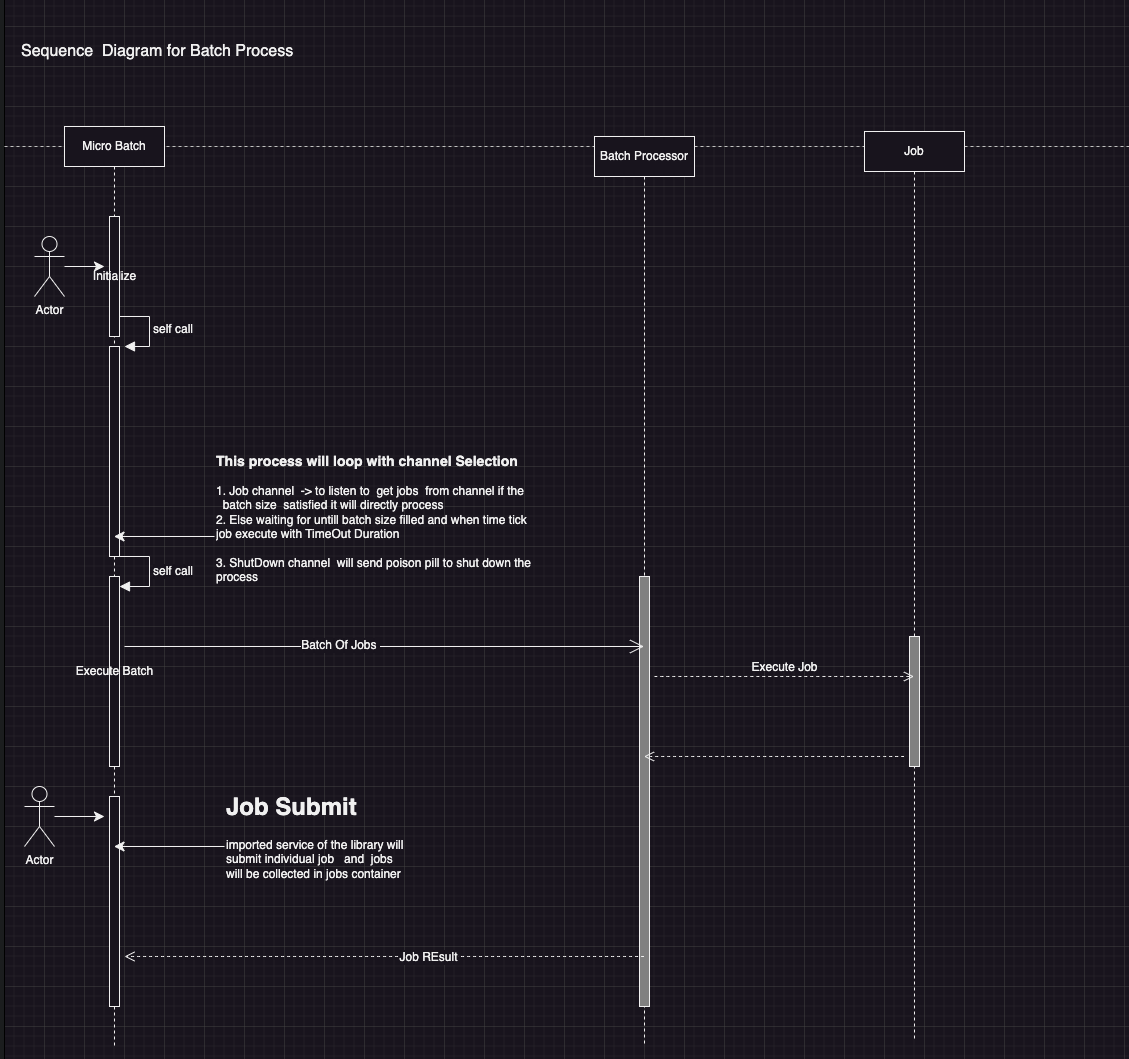 Sequence  Diagram for Batch Process
Micro Batch
Batch Processor
Job
Initialize
Actor
self call
This process will loop with channel Selection
1. Job channel  -> to listen to  get jobs  from channel if the
batch size  satisfied it will directly process
2. Else waiting for untill batch size filled and when time tick
job execute with TimeOut Duration
3. ShutDown channel  will send poison pill to shut down the
process
self call
Batch Of Jobs
Execute Job
Execute Batch
Job Submit
imported service of the library will
submit individual job   and  jobs
will be collected in jobs container
Actor
Job REsult